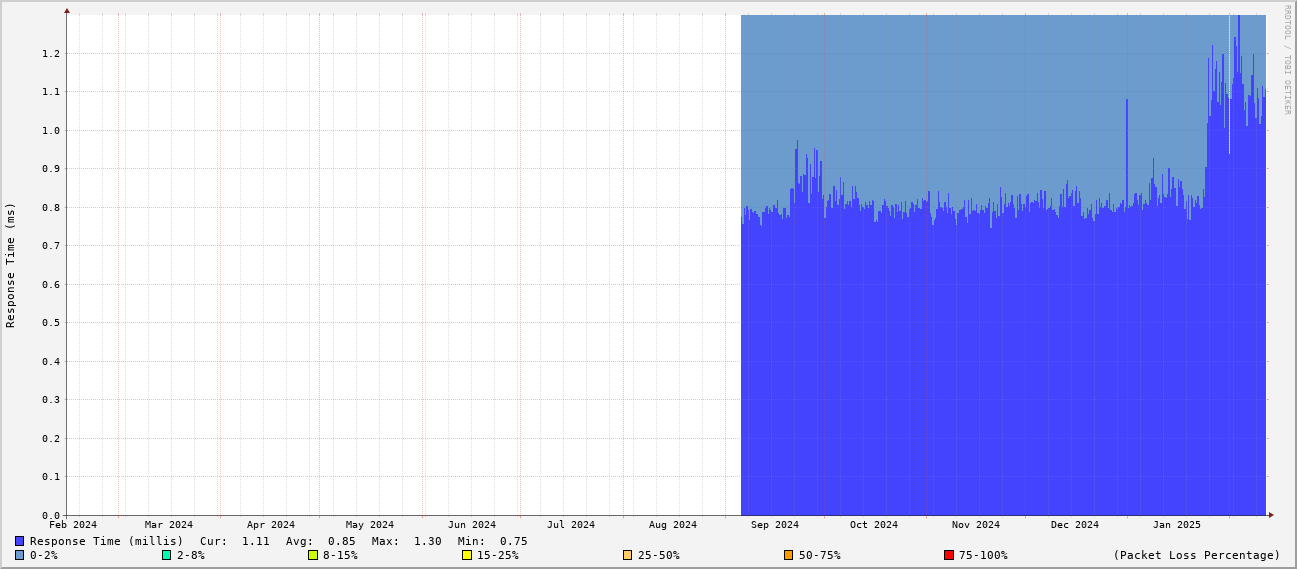 RRDTOOL / TOBI OETIKER
Response Time (ms)
1.2
1.1
1.0
0.9
0.8
0.7
0.6
0.5
0.4
0.3
0.2
0.1
0.0
Feb 2024 Mar 2024 Apr 2024 May 2024 Jun 2024 Jul 2024 Aug 2024 Sep 2024 Oct 2024 Nov 2024 Dec 2024 Jan 2025
Response Time (millis) Cur: 1.11 Avg: 0.85 Max: 1.30 Min: 0.75
0-2% 2-8% 8-15% 15-25% 25-50% 50-75% 75-100% (Packet Loss Percentage)